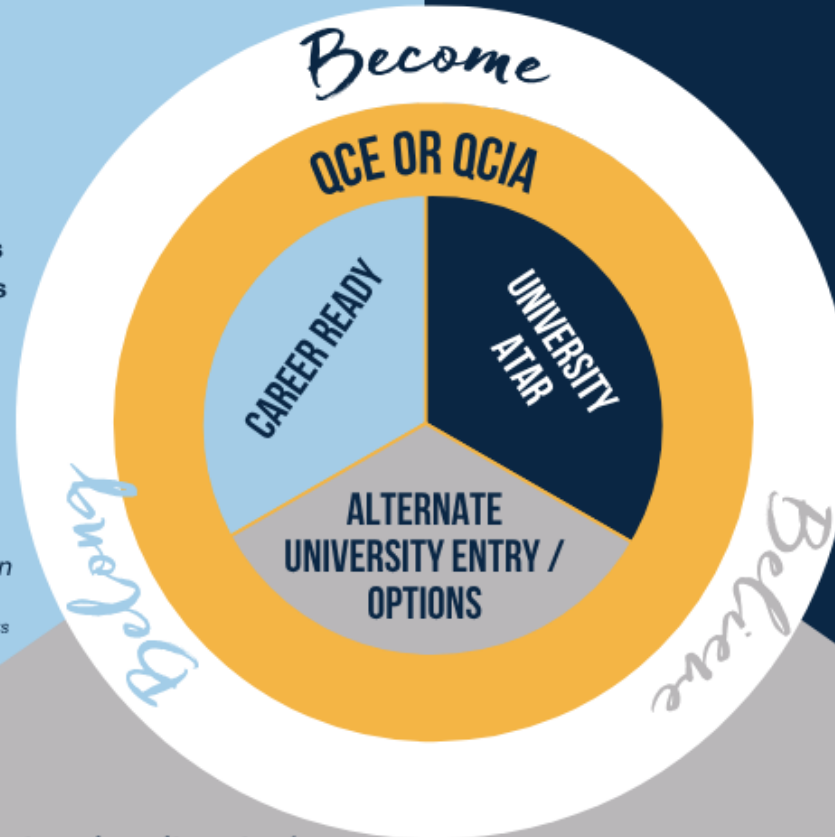 Become
QCE OR QCIA
CAREER READY
UNIVERSITY
ATAR
ALTERNATE
UNIVERSITY ENTRY /
OPTIONS
Belong
Believe